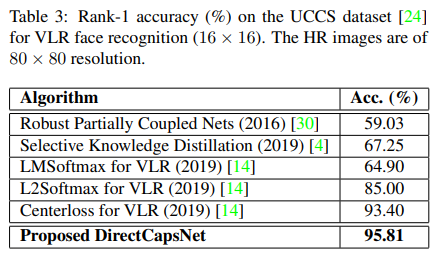 Table 3: Rank-1 accuracy (%) on the UCCS dataset [24]
for VLR face recognition (16 × 16). The HR images are of
80 × 80 resolution.
Algorithm Acc. (%)
Robust Partially Coupled Nets (2016) [30] 59.03
Selective Knowledge Distillation (2019) [4] 67.25
LMSoftmax for VLR (2019) [14] 64.90
L2Softmax for VLR (2019) [14] 85.00
Centerloss for VLR (2019) [14] 93.40
Proposed DirectCapsNet 95.81